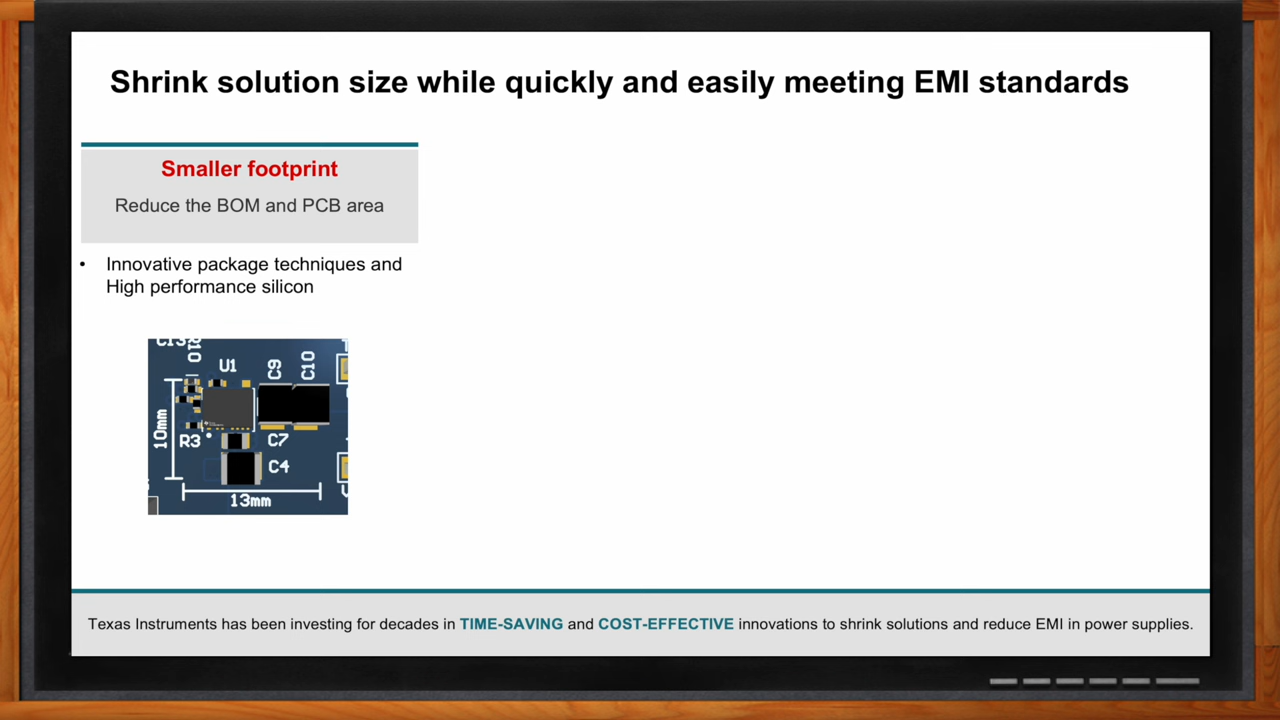 Shrink solution size while quickly and easily meeting EMI standards
Smaller footprint
Reduce the BOM and PCB area
• Innovative package techniques and
High performance silicon
R10
U1
C9
C10
10mm
R3
C7
C4
13mm
Texas Instruments has been investing for decades in TIME-SAVING and COST-EFFECTIVE innovations to shrink solutions and reduce EMI in power supplies.